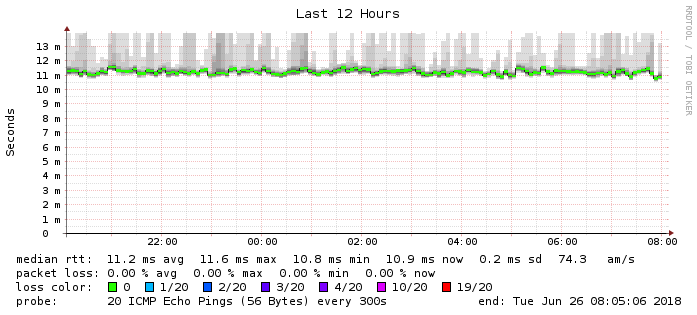 Last 12 Hours
RRDTOOL / TOBI OETIKER
Seconds
13 m
12 m
11 m
10 m
9 m
8 m
7 m
6 m
5 m
4 m
3 m
2 m
1 m
0
22:00 00:00 02:00 04:00 06:00 08:00
median rtt: 11.2 ms avg 11.6 ms max 10.8 ms min 10.9 ms now 0.2 ms sd 74.3 am/s
packet loss: 0.00 % avg 0.00 % max 0.00 % min 0.00 % now
loss color: 0 1/20 2/20 3/20 4/20 10/20 19/20
probe: 20 ICMP Echo Pings (56 Bytes) every 300s end: Tue Jun 26 08:05:06 2018